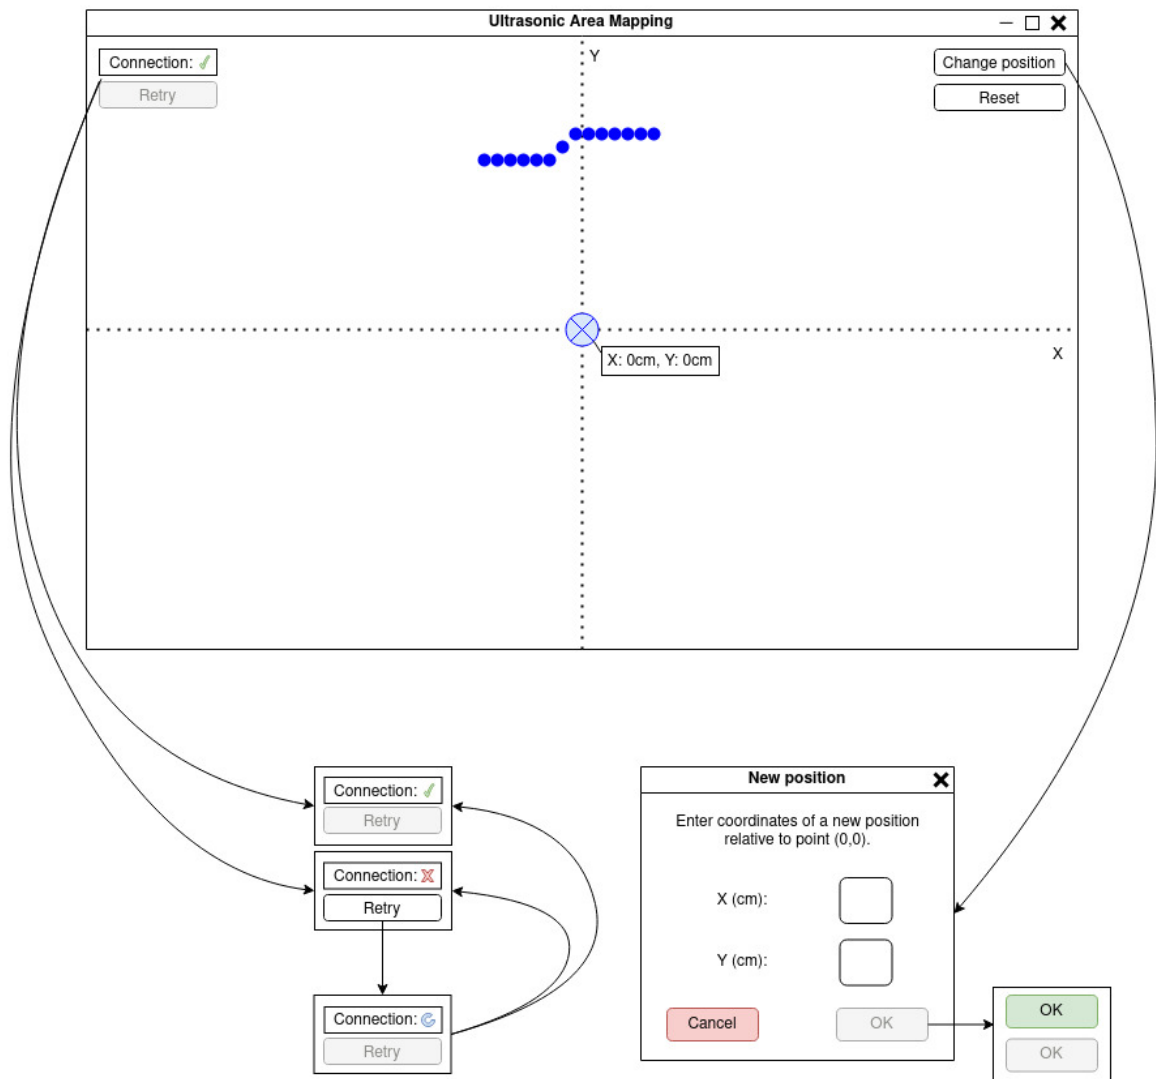 Ultrasonic Area Mapping
Connection:
Retry
Y
Change position
Reset
X
X: 0cm, Y: 0cm
Connection:
Retry
Connection:
Retry
Connection:
Retry
New position
Enter coordinates of a new position
relative to point (0,0).
X (cm):
Y (cm):
Cancel
OK
OK
OK